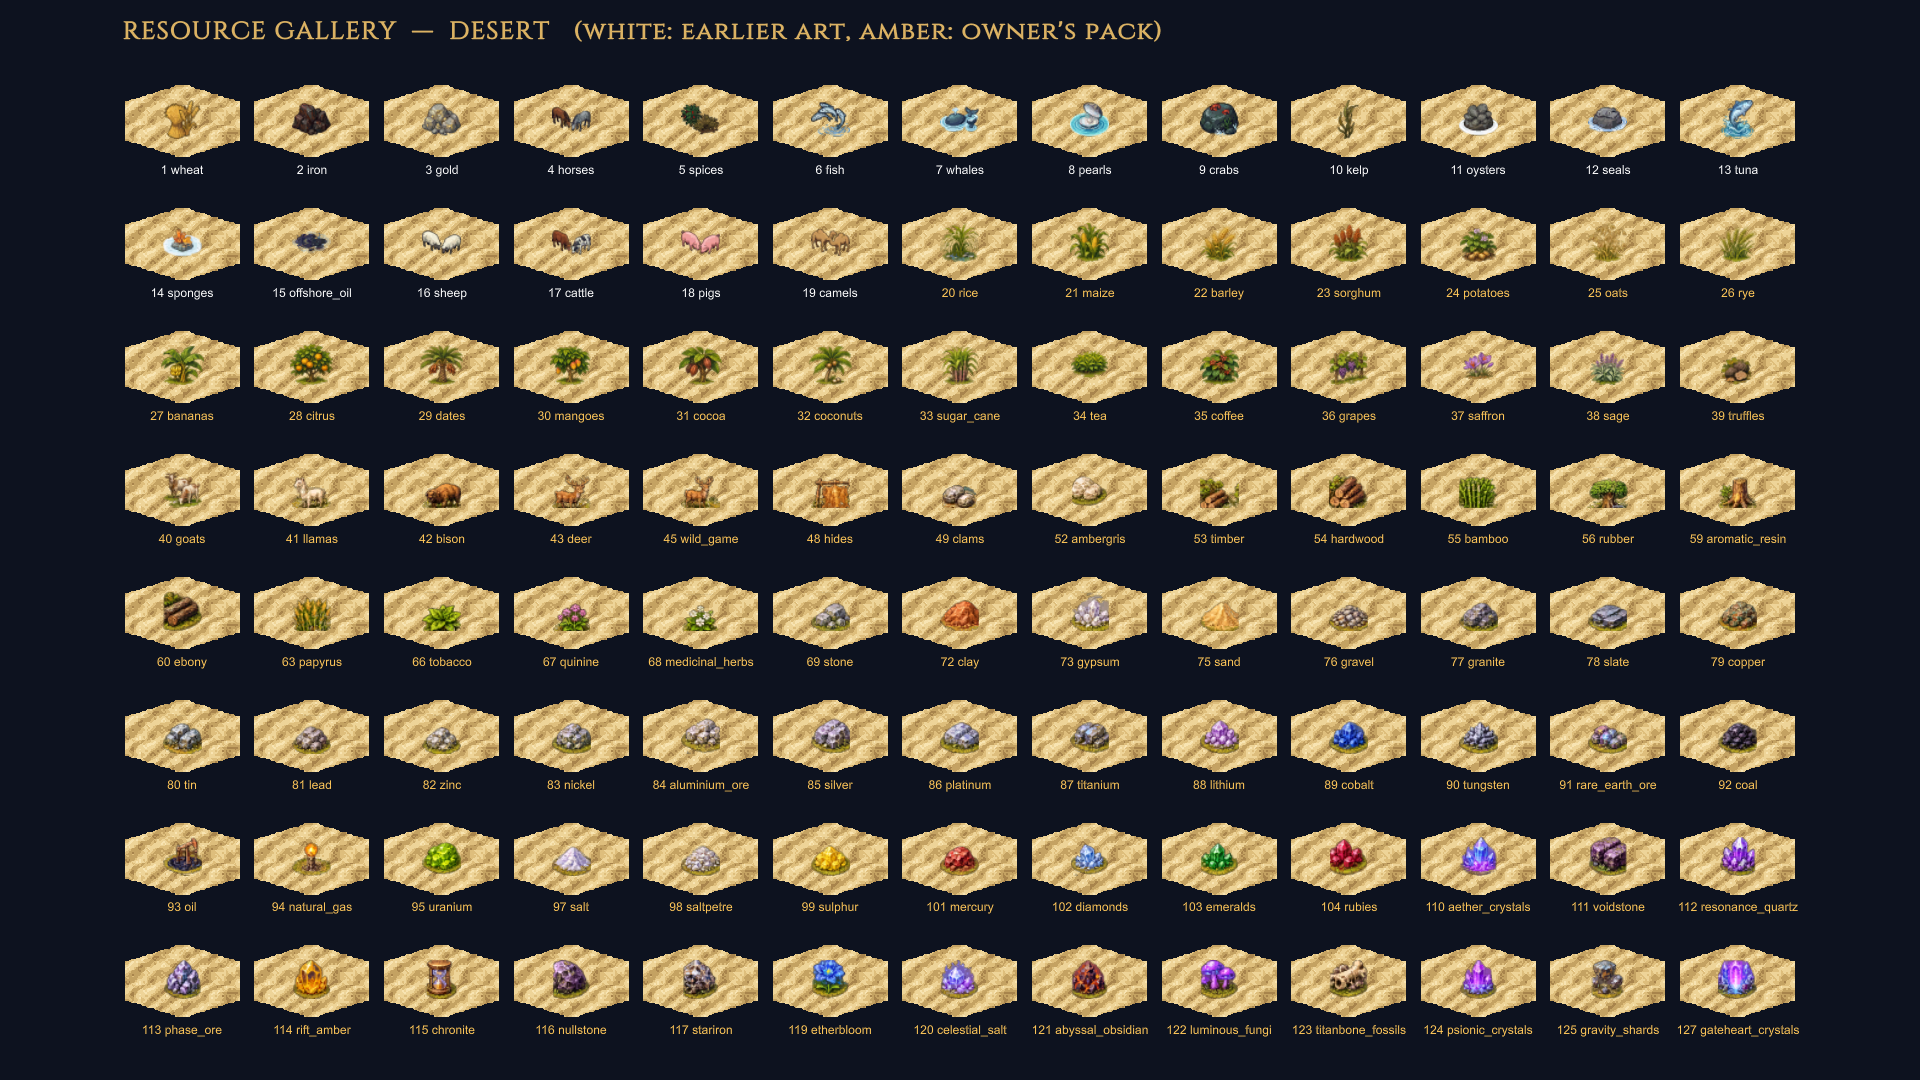 RESOURCE GALLERY — DESERT (WHITE: EARLIER ART, AMBER: OWNER'S PACK)
1 wheat 2 iron 3 gold 4 horses 5 spices 6 fish 7 whales 8 pearls 9 crabs 10 kelp 11 oysters 12 seals 13 tuna
14 sponges 15 offshore_oil 16 sheep 17 cattle 18 pigs 19 camels 20 rice 21 maize 22 barley 23 sorghum 24 potatoes 25 oats 26 rye
27 bananas 28 citrus 29 dates 30 mangoes 31 cocoa 32 coconuts 33 sugar_cane 34 tea 35 coffee 36 grapes 37 saffron 38 sage 39 truffles
40 goats 41 llamas 42 bison 43 deer 45 wild_game 48 hides 49 clams 52 ambergris 53 timber 54 hardwood 55 bamboo 56 rubber 59 aromatic_resin
60 ebony 63 papyrus 66 tobacco 67 quinine 68 medicinal_herbs 69 stone 72 clay 73 gypsum 75 sand 76 gravel 77 granite 78 slate 79 copper
80 tin 81 lead 82 zinc 83 nickel 84 aluminium_ore 85 silver 86 platinum 87 titanium 88 lithium 89 cobalt 90 tungsten 91 rare_earth_ore 92 coal
93 oil 94 natural_gas 95 uranium 97 salt 98 saltpetre 99 sulphur 101 mercury 102 diamonds 103 emeralds 104 rubies 110 aether_crystals 111 voidstone 112 resonance_quartz
113 phase_ore 114 rift_amber 115 chronite 116 nullstone 117 stariron 119 etherbloom 120 celestial_salt 121 abyssal_obsidian 122 luminous_fungi 123 titanbone_fossils 124 psionic_crystals 125 gravity_shards 127 gateheart_crystals